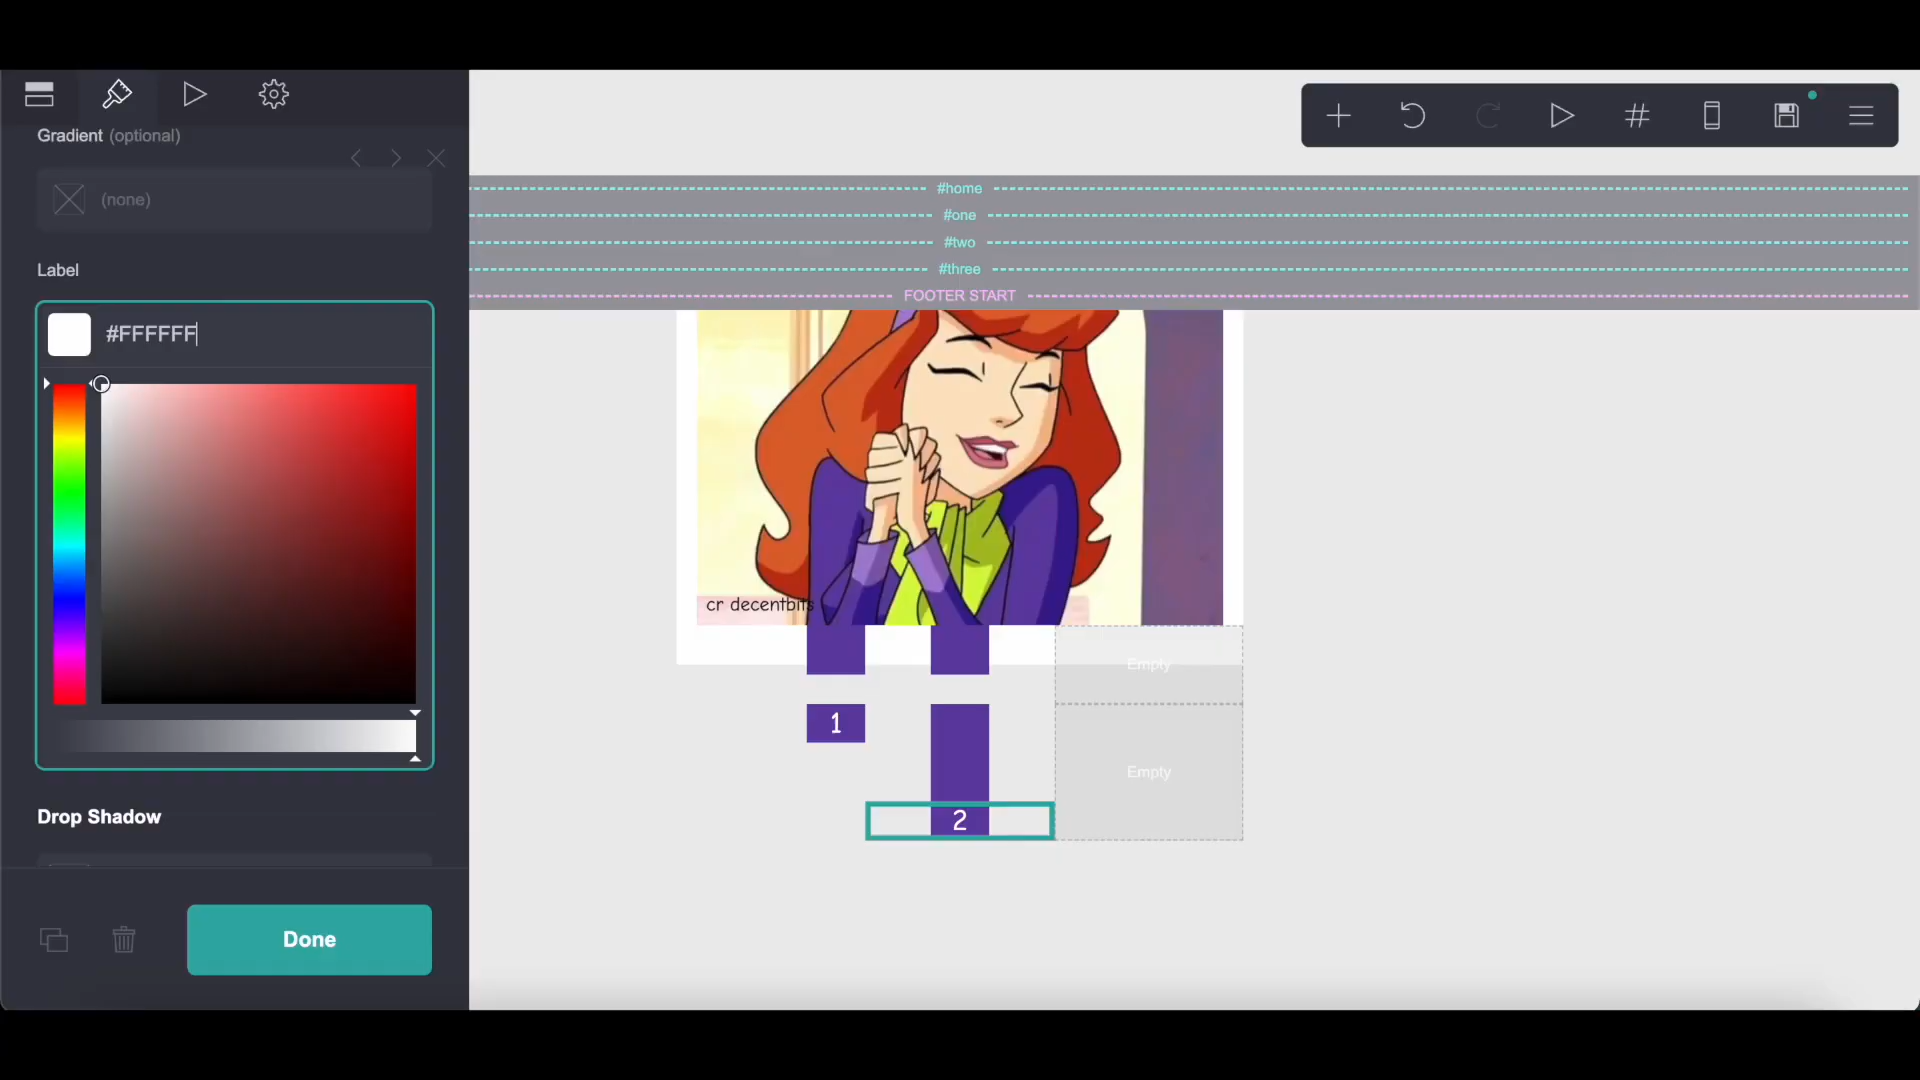 Gradient (optional)
(none)
Label
#FFFFFF
Drop Shadow
Done
#home
#one
#two
#three
FOOTER START
cr decentbits
Empty
1
Empty
2